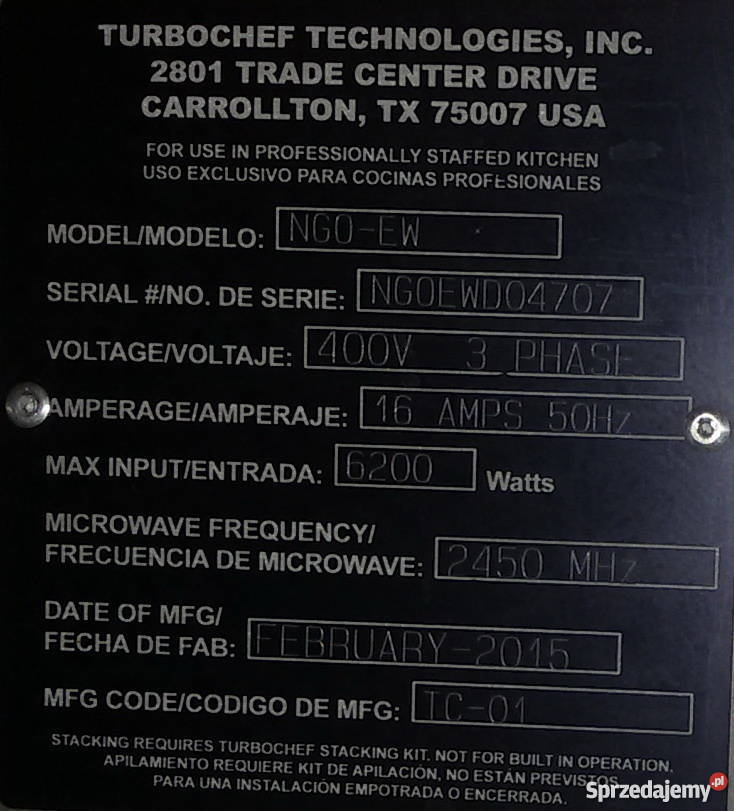 TURBOCHEF TECHNOLOGIES, INC.
2801 TRADE CENTER DRIVE
CARROLLTON, TX 75007 USA
FOR USE IN PROFESSIONALLY STAFFED KITCHEN
USO EXCLUSIVO PARA COCINAS PROFESIONALES
MODEL/MODELO: NGO-EW
SERIAL #/NO. DE SERIE: NGOEWD04707
VOLTAGE/VOLTAJE: 400V 3 PHASE
AMPERAGE/AMPERAJE: 16 AMPS 50Hz
MAX INPUT/ENTRADA: 6200 Watts
MICROWAVE FREQUENCY/
FRECUENCIA DE MICROWAVE: 2450 MHz
DATE OF MFG/
FECHA DE FAB: FEBRUARY-2015
MFG CODE/CODIGO DE MFG: TC-01
STACKING REQUIRES TURBOCHEF STACKING KIT. NOT FOR BUILT IN OPERATION.
APILAMIENTO REQUIERE KIT DE APILACIÓN, NO ESTÁN PREVISTOS
PARA UNA INSTALACIÓN EMPOTRADA O ENCERRADA.
Sprzedajemy.pl